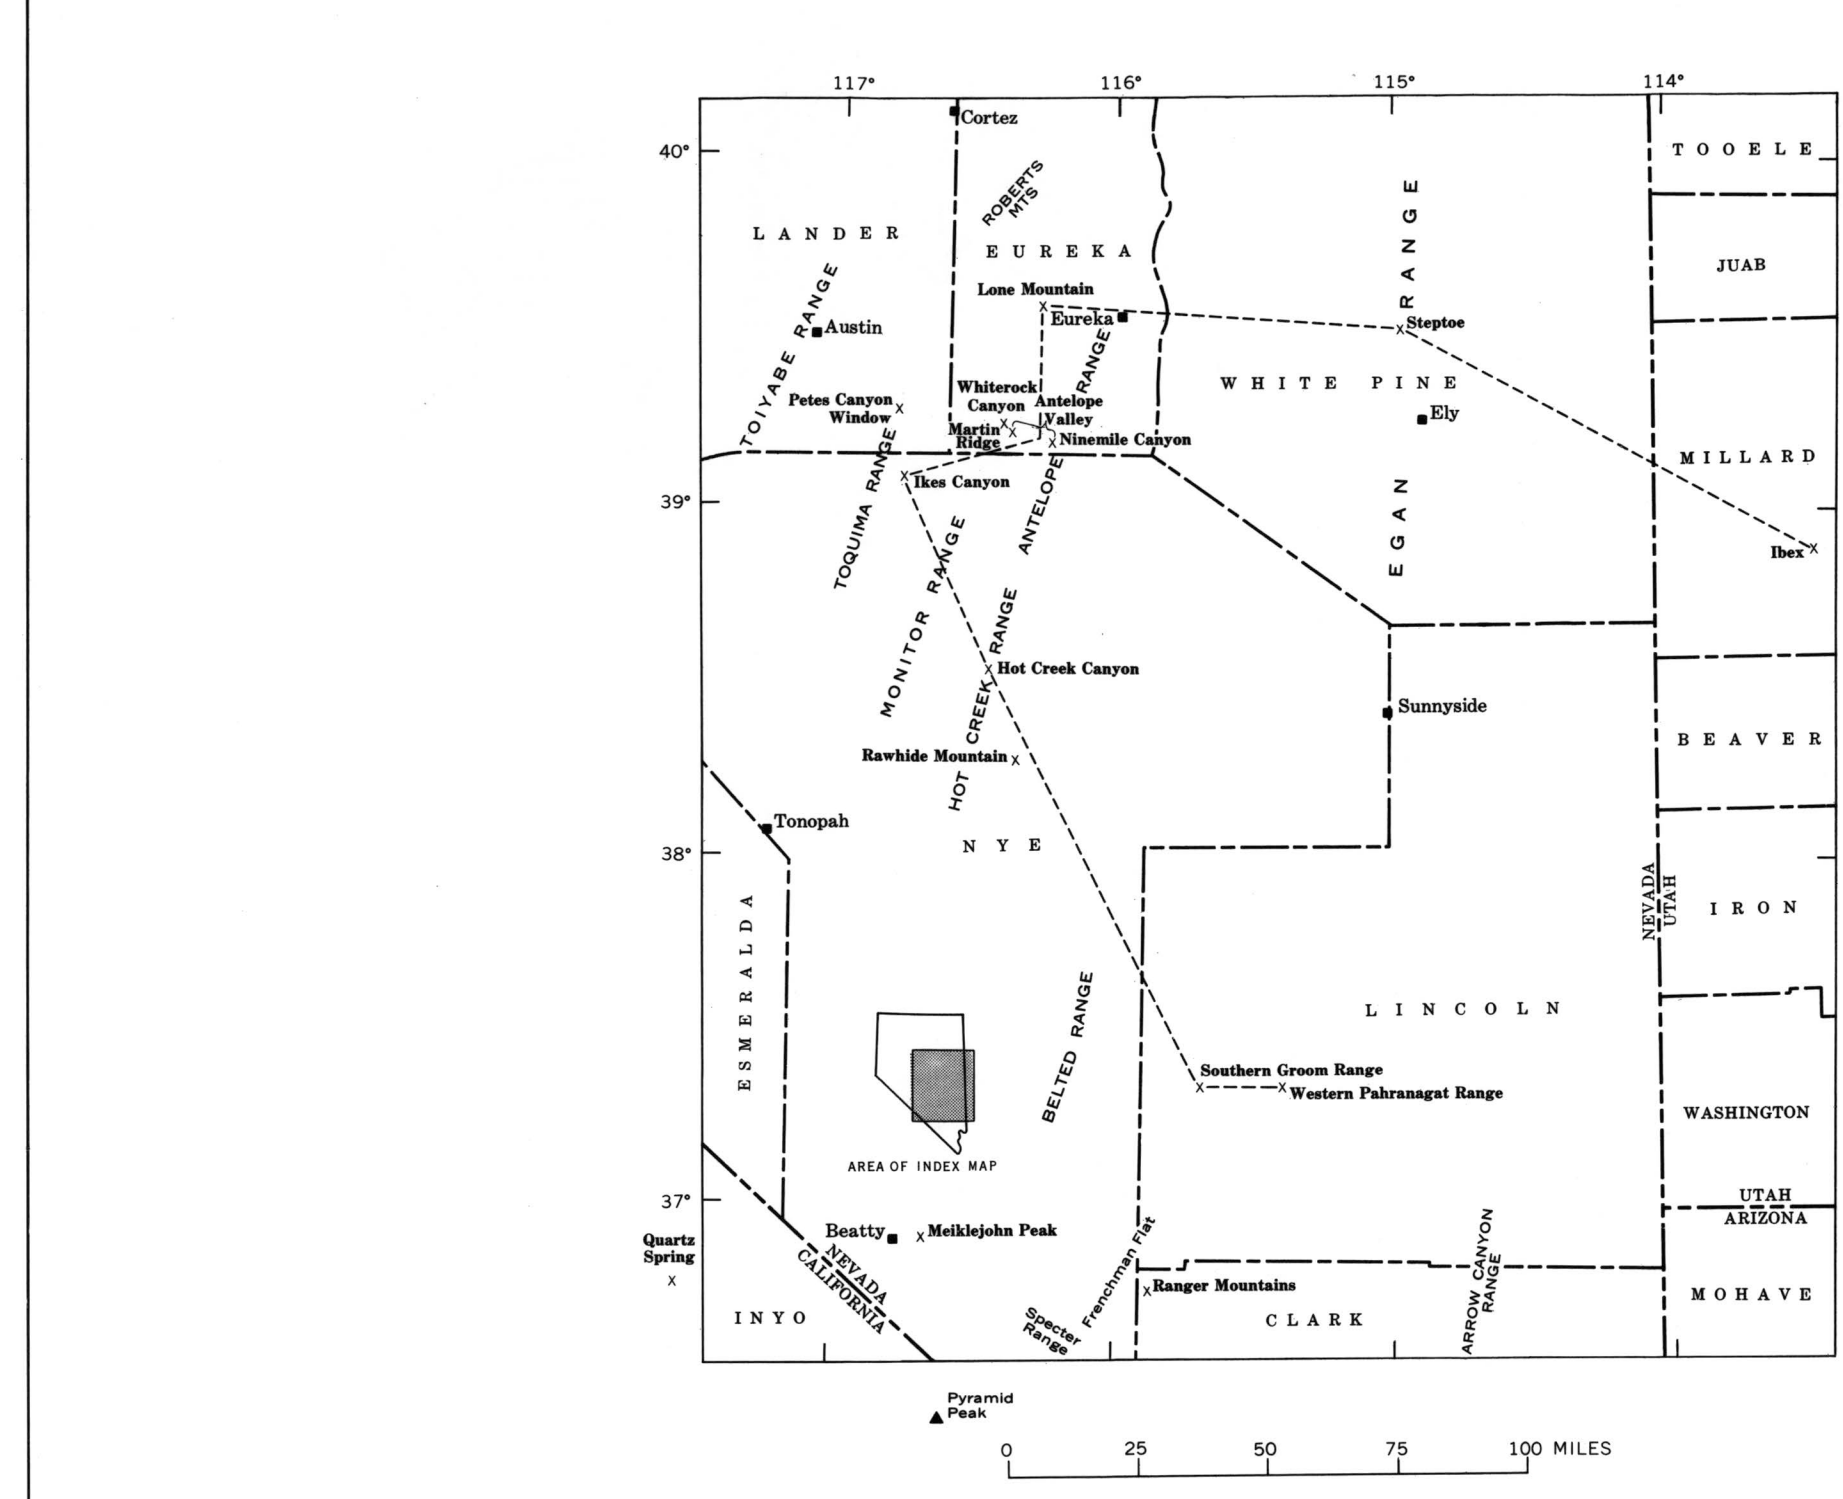 117°
116°
115°
114°
Cortez
40°
TOOELE
ROBERTS
MTS
RANGE
LANDER
EUREKA
JUAB
Lone Mountain
TOIYABE RANGE
Austin
Eureka
Steptoe
RANGE
Whiterock
Canyon
WHITE PINE
Petes Canyon
Window
Antelope
Valley
Ely
Martin
Ridge
Ninemile Canyon
MILLARD
Ikes Canyon
39°
TOQUIMA RANGE
ANTELOPE
EGAN
MONITOR RANGE
Ibex
HOT CREEK RANGE
Hot Creek Canyon
Sunnyside
BEAVER
Rawhide Mountain
Tonopah
NYE
38°
NEVADA
UTAH
IRON
ESMERALDA
BELTED RANGE
LINCOLN
Southern Groom Range
Western Pahranagat Range
WASHINGTON
AREA OF INDEX MAP
37°
UTAH
ARIZONA
Beatty
Meiklejohn Peak
Quartz
Spring
NEVADA
CALIFORNIA
Frenchman Flat
ARROW CANYON
RANGE
Ranger Mountains
MOHAVE
INYO
Specter
Range
CLARK
Pyramid
Peak
0 25 50 75 100 MILES